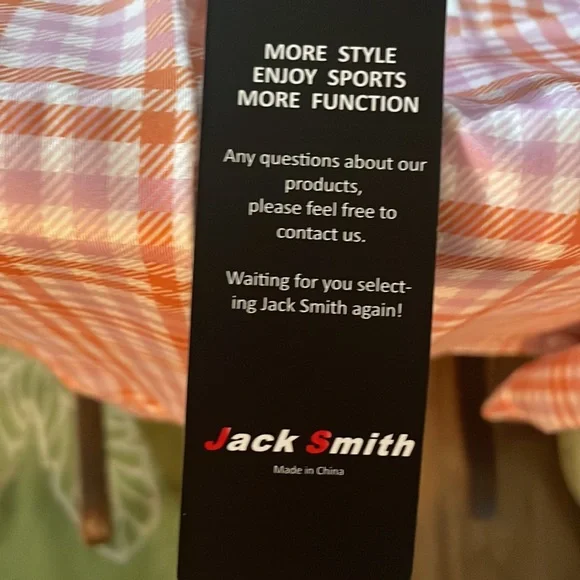 MORE STYLE
ENJOY SPORTS
MORE FUNCTION
Any questions about our
products,
please feel free to
contact us.
Waiting for you select-
ing Jack Smith again!
Jack Smith
Made in China